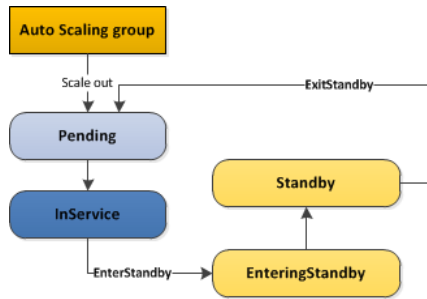 Auto Scaling group
Scale out
ExitStandby
Pending
Standby
InService
EnterStandby
EnteringStandby